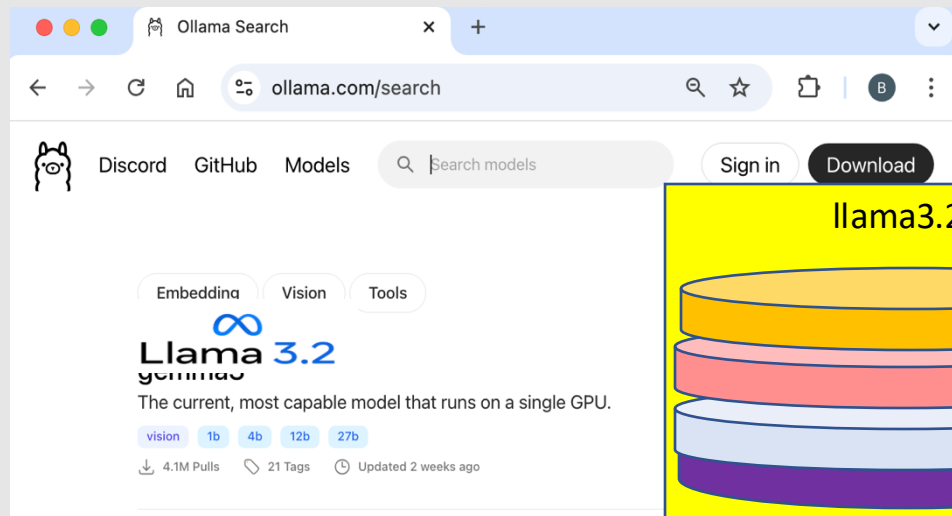 Ollama Search
ollama.com/search
B
Discord GitHub Models Search models Sign in Download
llama3.2
Embedding Vision Tools
Llama 3.2
gemma3
The current, most capable model that runs on a single GPU.
vision 1b 4b 12b 27b
4.1M Pulls 21 Tags Updated 2 weeks ago